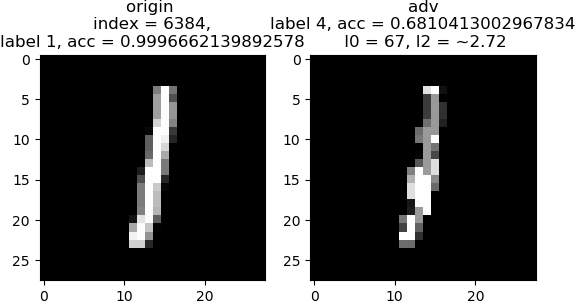 origin
index = 6384,
label 1, acc = 0.9996662139892578
adv
label 4, acc = 0.6810413002967834
l0 = 67, l2 = ~2.72
0
5
10
15
20
25
0 10 20
0
5
10
15
20
25
0 10 20